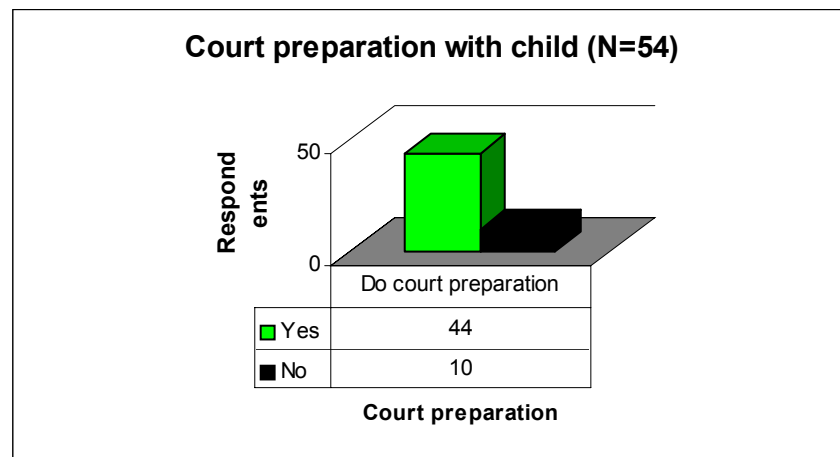 Court preparation with child (N=54)
Respond
ents
50
0
Do court preparation
Yes 44
No 10
Court preparation